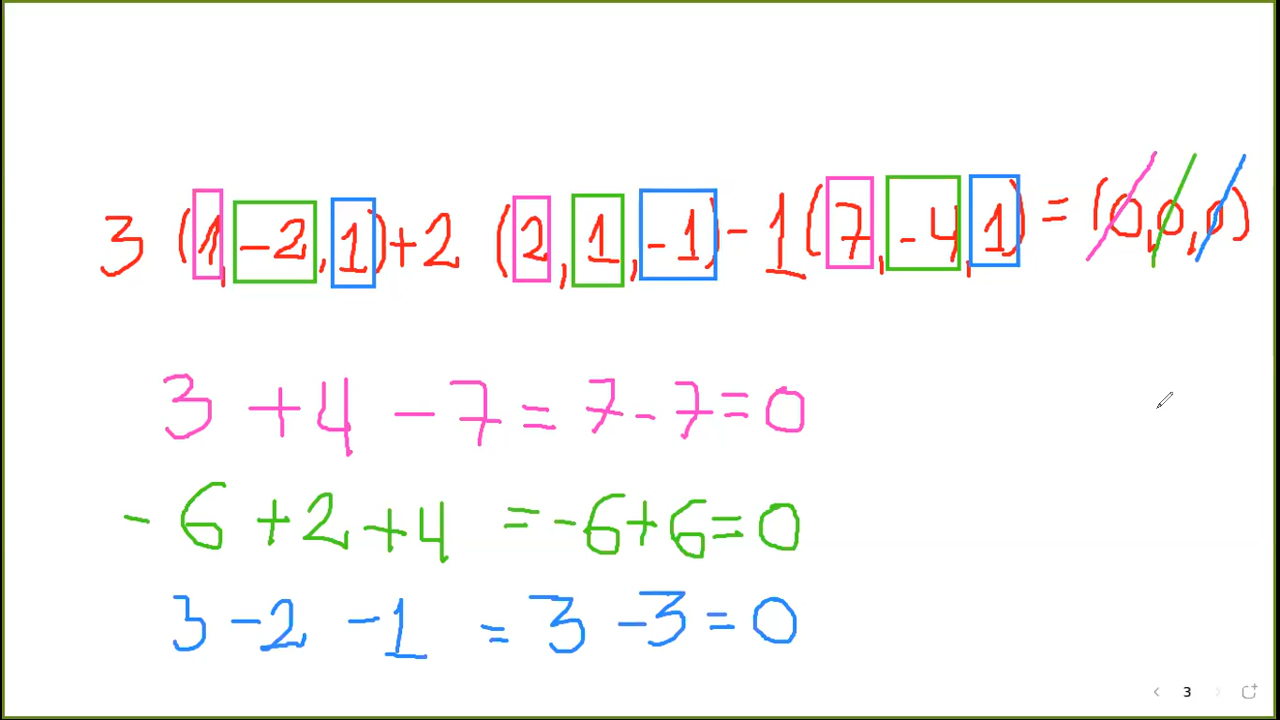 3 (1, -2, 1) + 2 (2, 1, -1) - 1 (7, -4, 1) = (0, 0, 0)
3 + 4 - 7 = 7 - 7 = 0
- 6 + 2 + 4 = - 6 + 6 = 0
3 - 2 - 1 = 3 - 3 = 0
< 3 >